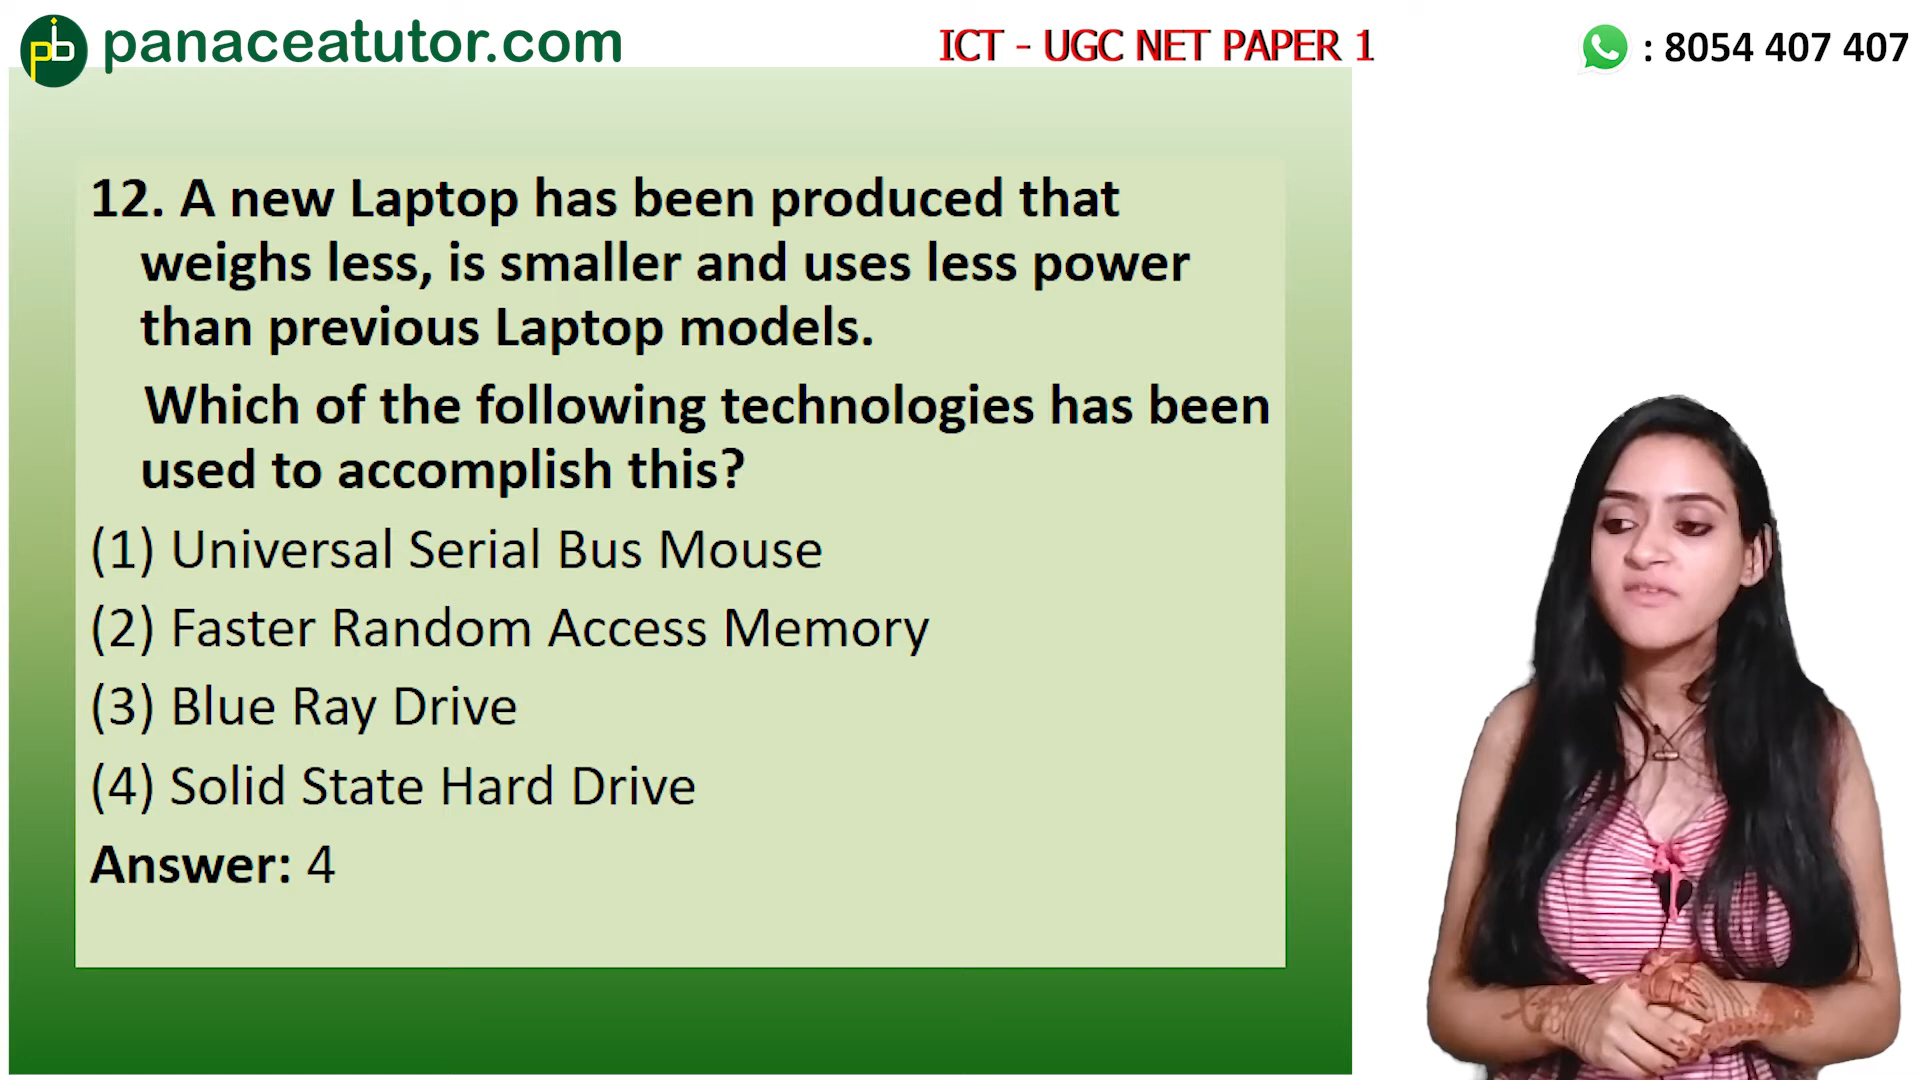 panaceatutor.com
ICT - UGC NET PAPER 1
: 8054 407 407
12. A new Laptop has been produced that
weighs less, is smaller and uses less power
than previous Laptop models.
Which of the following technologies has been
used to accomplish this?
(1) Universal Serial Bus Mouse
(2) Faster Random Access Memory
(3) Blue Ray Drive
(4) Solid State Hard Drive
Answer: 4